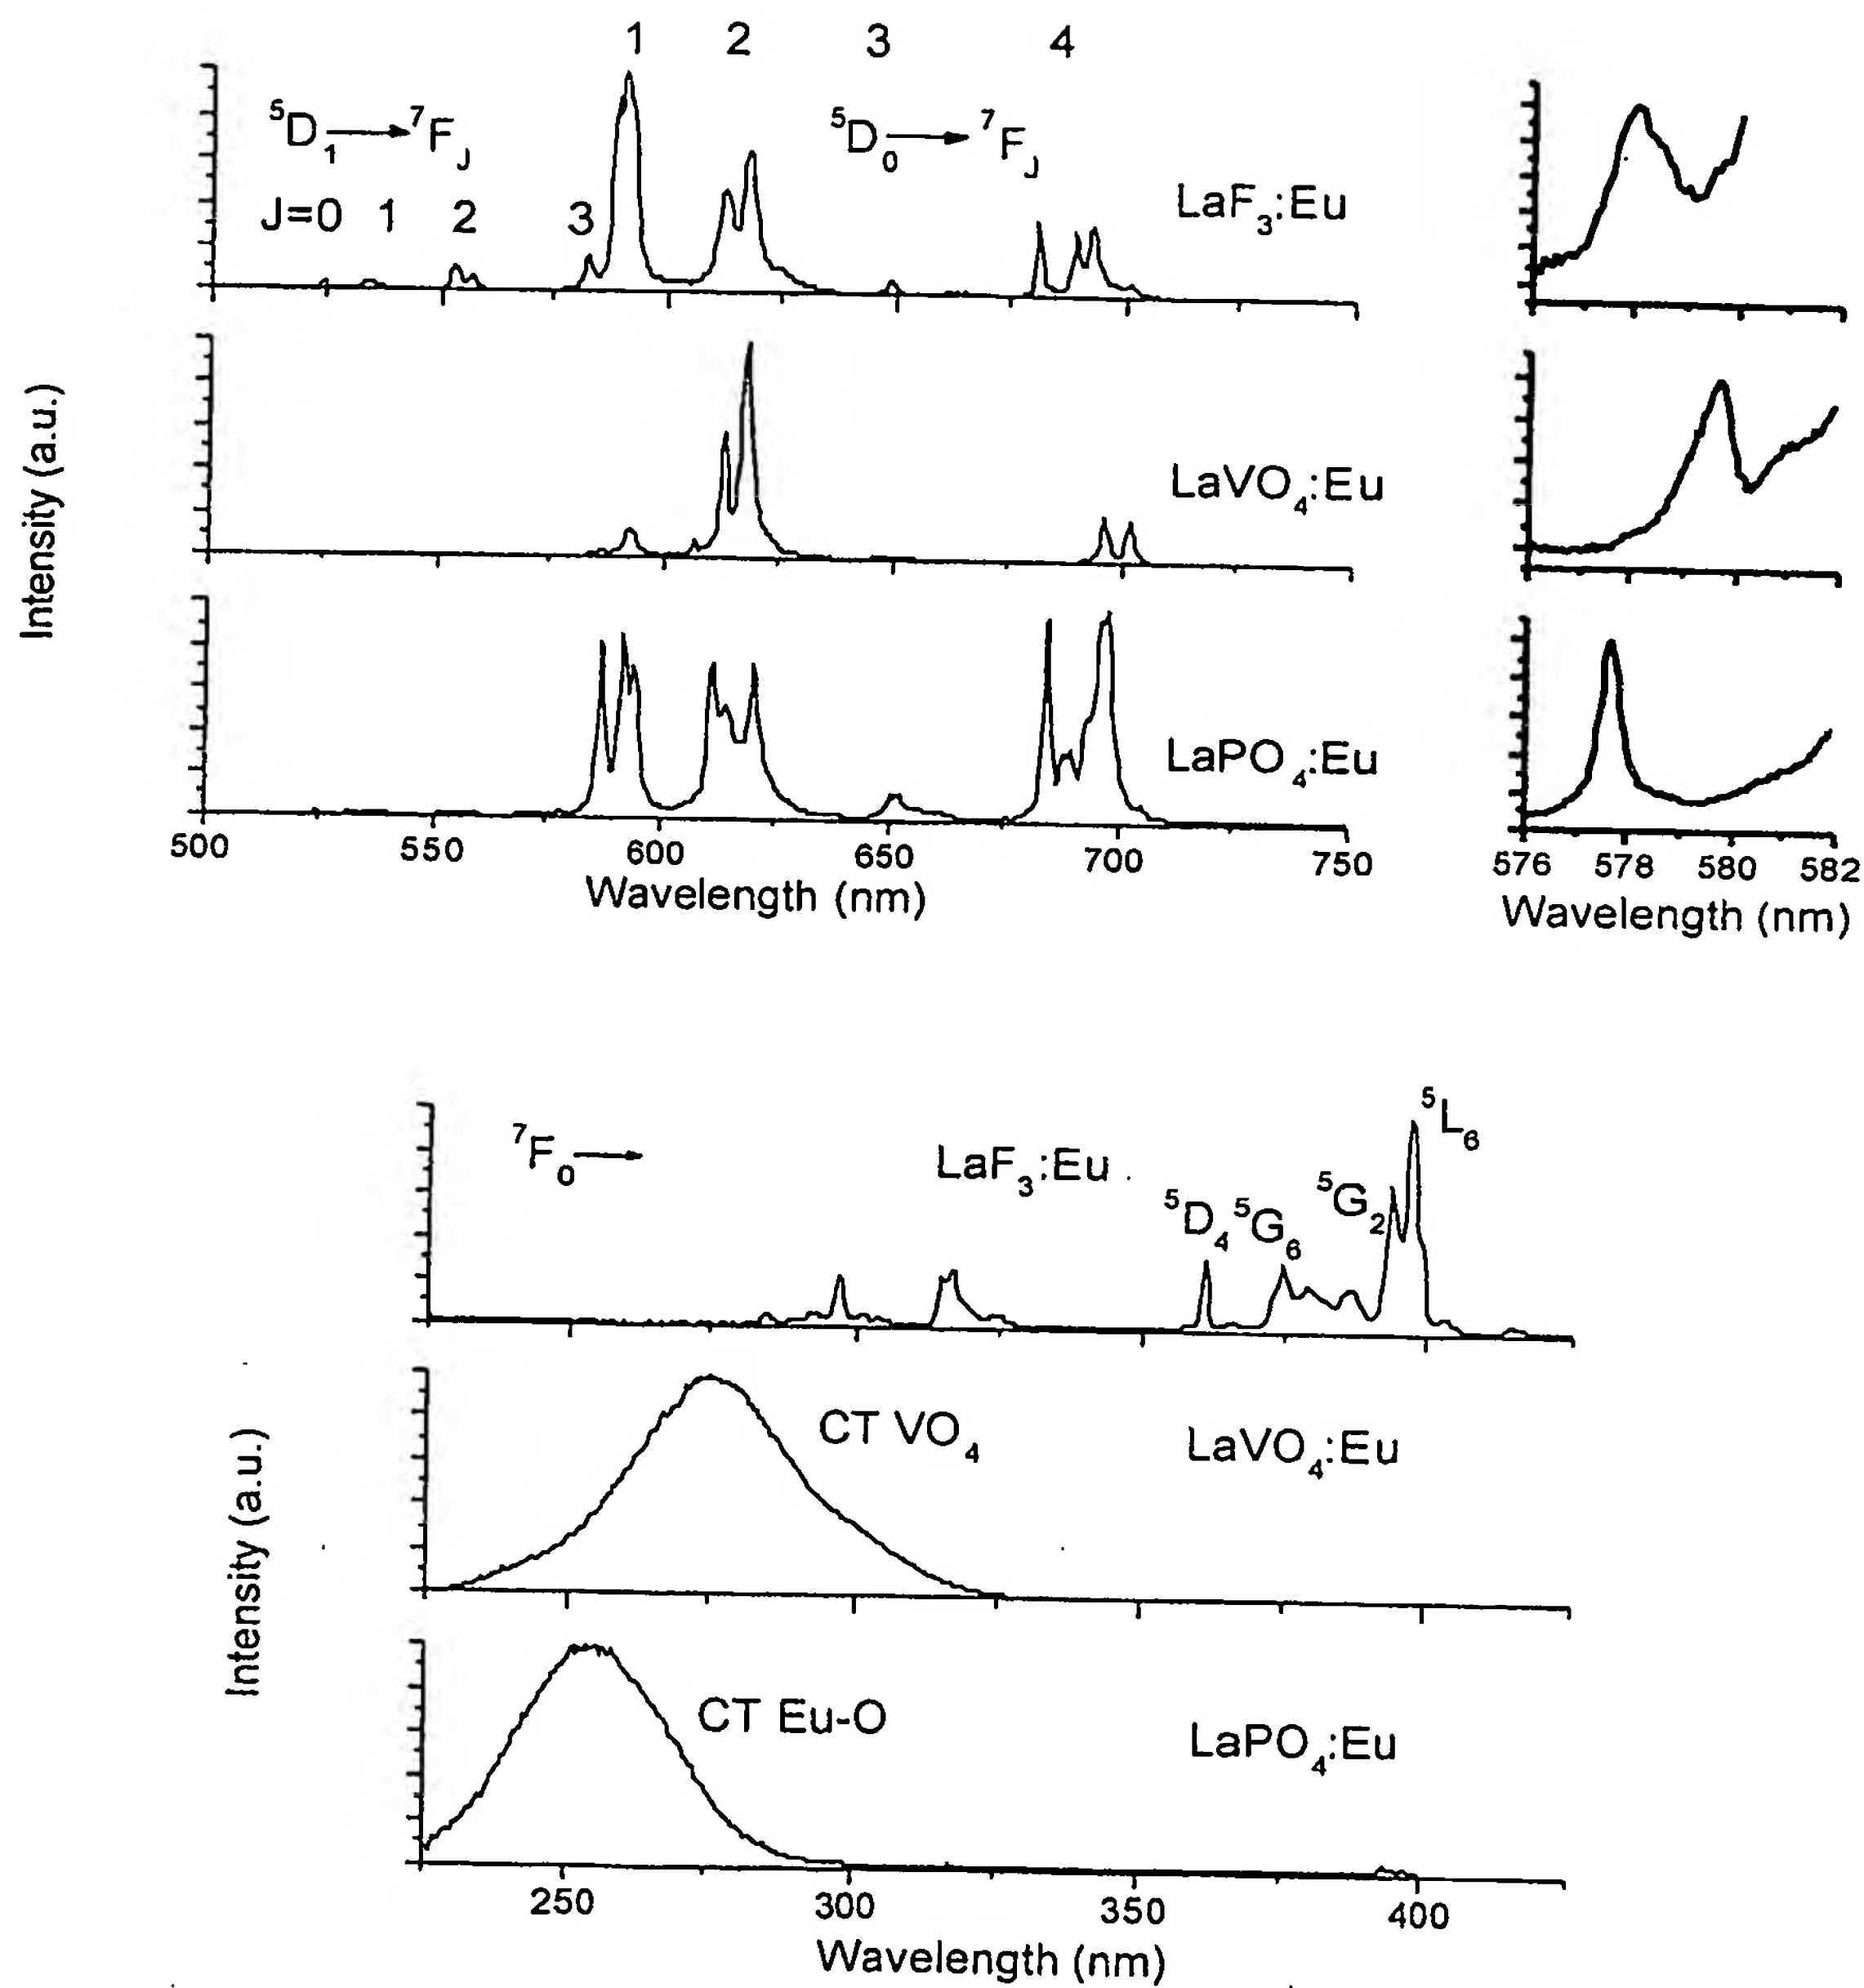 1 2 3 4
⁵D₁→⁷F_J ⁵D₀→⁷F_J
J=0 1 2 3
LaF₃:Eu
LaVO₄:Eu
LaPO₄:Eu
Intensity (a.u.)
500 550 600 650 700 750
Wavelength (nm)
576 578 580 582
Wavelength (nm)
⁷F₀→
LaF₃:Eu
⁵D₄ ⁵G₆ ⁵G₂ ⁵L₆
CT VO₄
LaVO₄:Eu
CT Eu-O
LaPO₄:Eu
Intensity (a.u.)
250 300 350 400
Wavelength (nm)